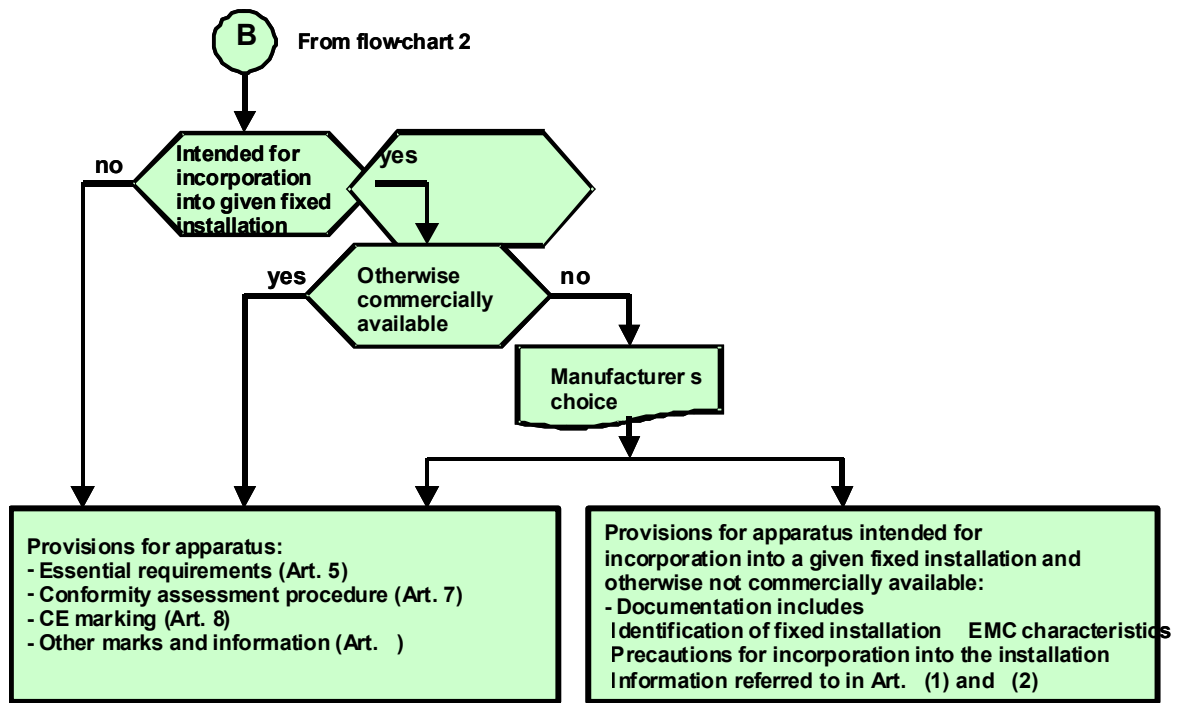 B
From flow-chart 2
no
Intended for
incorporation
into given fixed
installation
yes
yes
Otherwise
commercially
available
no
Manufacturer s
choice
Provisions for apparatus:
- Essential requirements (Art. 5)
- Conformity assessment procedure (Art. 7)
- CE marking (Art. 8)
- Other marks and information (Art.   )
Provisions for apparatus intended for
incorporation into a given fixed installation and
otherwise not commercially available:
- Documentation includes
Identification of fixed installation    EMC characteristics
Precautions for incorporation into the installation
Information referred to in Art.   (1) and   (2)